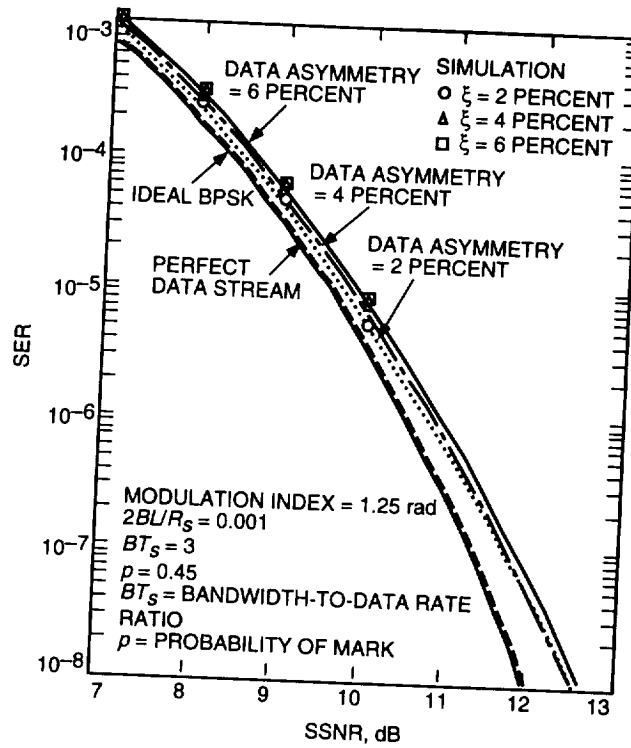 10⁻³
10⁻⁴
10⁻⁵
10⁻⁶
10⁻⁷
10⁻⁸
SER
DATA ASYMMETRY
= 6 PERCENT
SIMULATION
ξ = 2 PERCENT
ξ = 4 PERCENT
ξ = 6 PERCENT
IDEAL BPSK
DATA ASYMMETRY
= 4 PERCENT
PERFECT
DATA STREAM
DATA ASYMMETRY
= 2 PERCENT
MODULATION INDEX = 1.25 rad
2BL/R_S = 0.001
BT_S = 3
p = 0.45
BT_S = BANDWIDTH-TO-DATA RATE
RATIO
p = PROBABILITY OF MARK
7 8 9 10 11 12 13
SSNR, dB